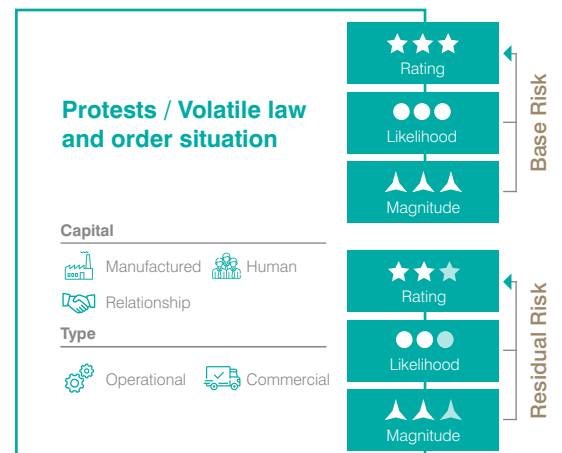 Protests / Volatile law
and order situation
Capital
Manufactured
Human
Relationship
Type
Operational
Commercial
Rating
Likelihood
Magnitude
Base Risk
Rating
Likelihood
Magnitude
Residual Risk